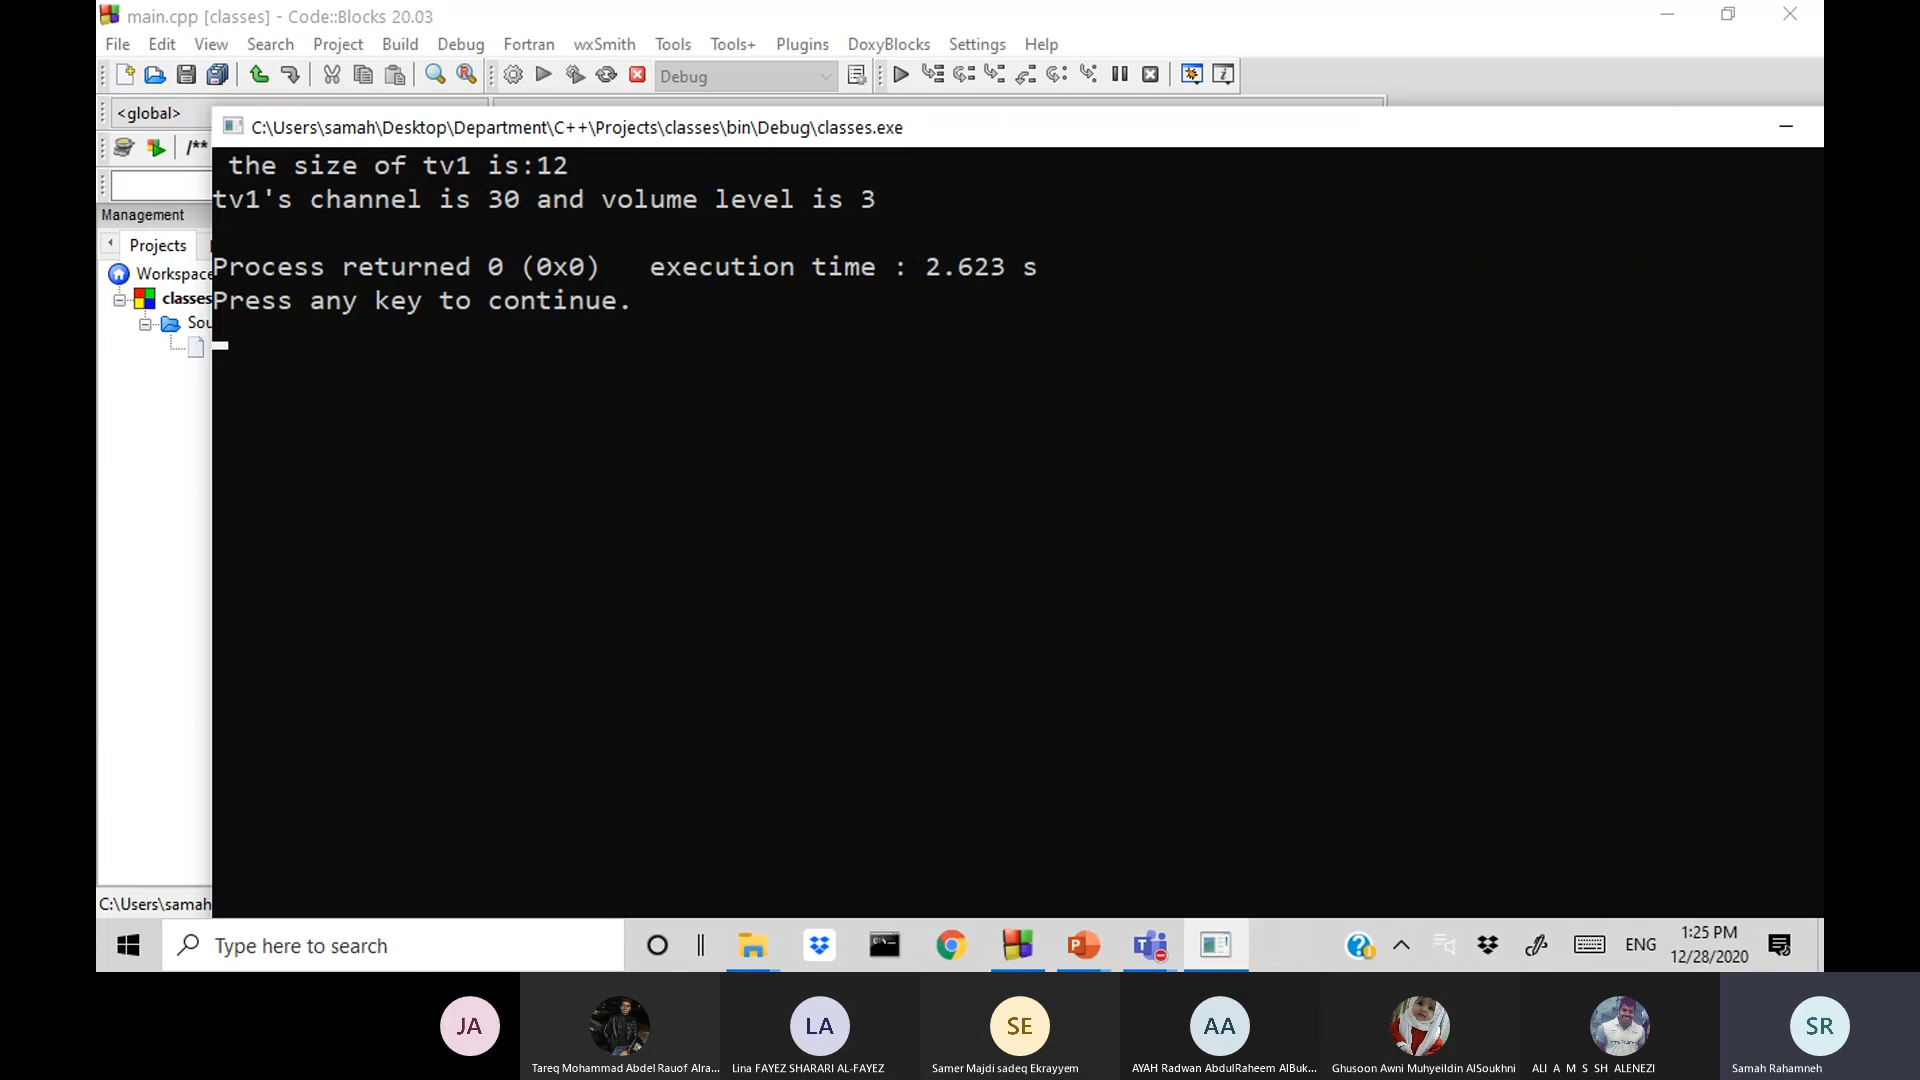 main.cpp [classes] - Code::Blocks 20.03
File Edit View Search Project Build Debug Fortran wxSmith Tools Tools+ Plugins DoxyBlocks Settings Help
Debug
<global>
C:\Users\samah\Desktop\Department\C++\Projects\classes\bin\Debug\classes.exe
/**
the size of tv1 is:12
tv1's channel is 30 and volume level is 3
Management
Projects
Process returned 0 (0x0)   execution time : 2.623 s
Workspace
classes
Press any key to continue.
Sou
C:\Users\samah
Type here to search
ENG
1:25 PM
12/28/2020
JA
LA
SE
AA
SR
Tareq Mohammad Abdel Rauof Alra...
Lina FAYEZ SHARARI AL-FAYEZ
Samer Majdi sadeq Ekrayyem
AYAH Radwan AbdulRaheem AlBuk...
Ghusoon Awni Muhyeildin AlSoukhni
ALI A M S SH ALENEZI
Samah Rahamneh